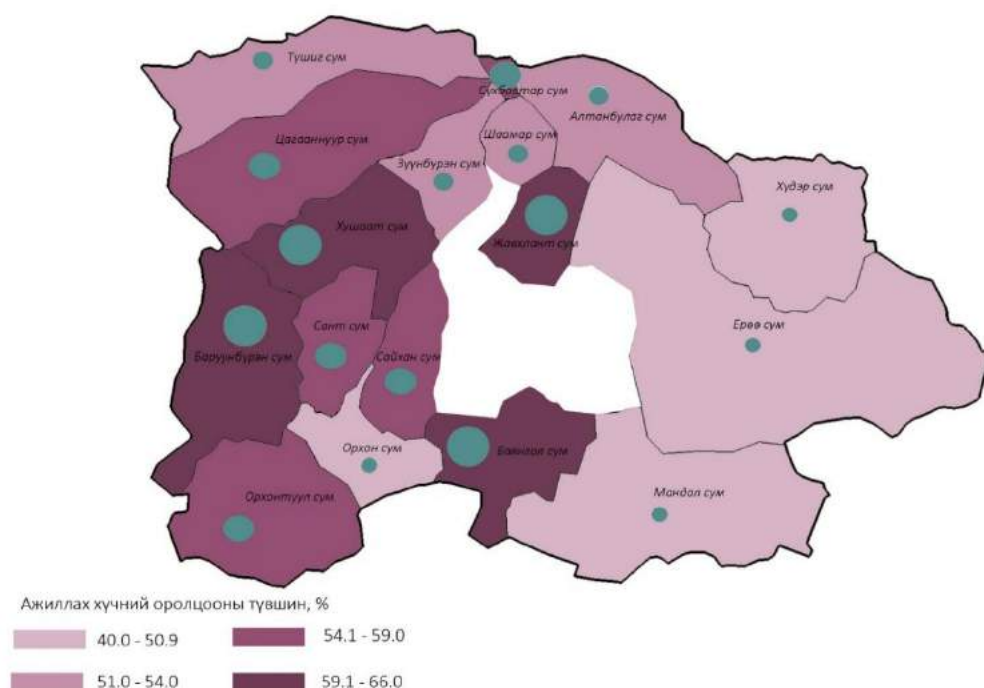 Түшиг сум
Сүхбаатар сум
Алтанбулаг сум
Цагааннуур сум
Шаамар сум
Зүүнбүрэн сум
Хүдэр сум
Хушаат сум
Жавхлант сум
Сант сум
Ерөө сум
Баруунбүрэн сум
Сайхан сум
Орхон сум
Баянгол сум
Мандал сум
Орхонтуул сум
Ажиллах хүчний оролцооны түвшин, %
40.0 - 50.9
54.1 - 59.0
51.0 - 54.0
59.1 - 66.0